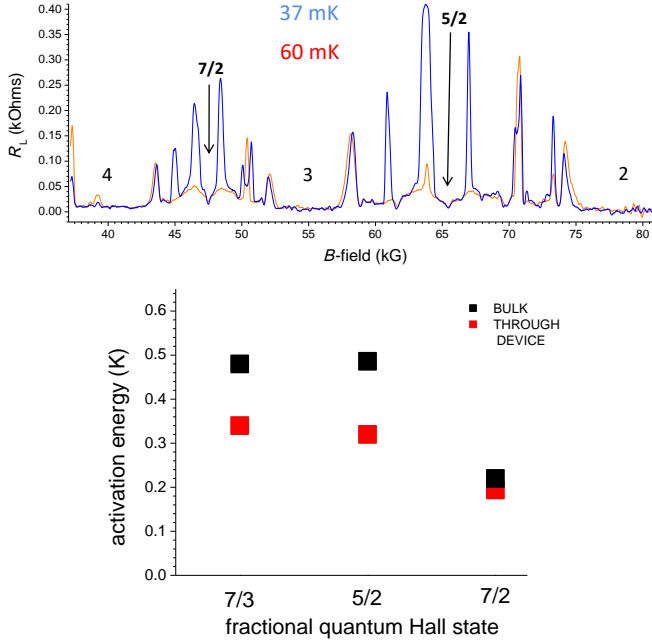 0.40
37 mK
5/2
0.35
60 mK
0.30
7/2
0.25
0.20
0.15
0.10
4
3
2
0.05
0.00
R_L (kOhms)
40 45 50 55 60 65 70 75 80
B-field (kG)
0.6
BULK
THROUGH
DEVICE
0.5
0.4
0.3
0.2
0.1
0.0
activation energy (K)
7/3 5/2 7/2
fractional quantum Hall state